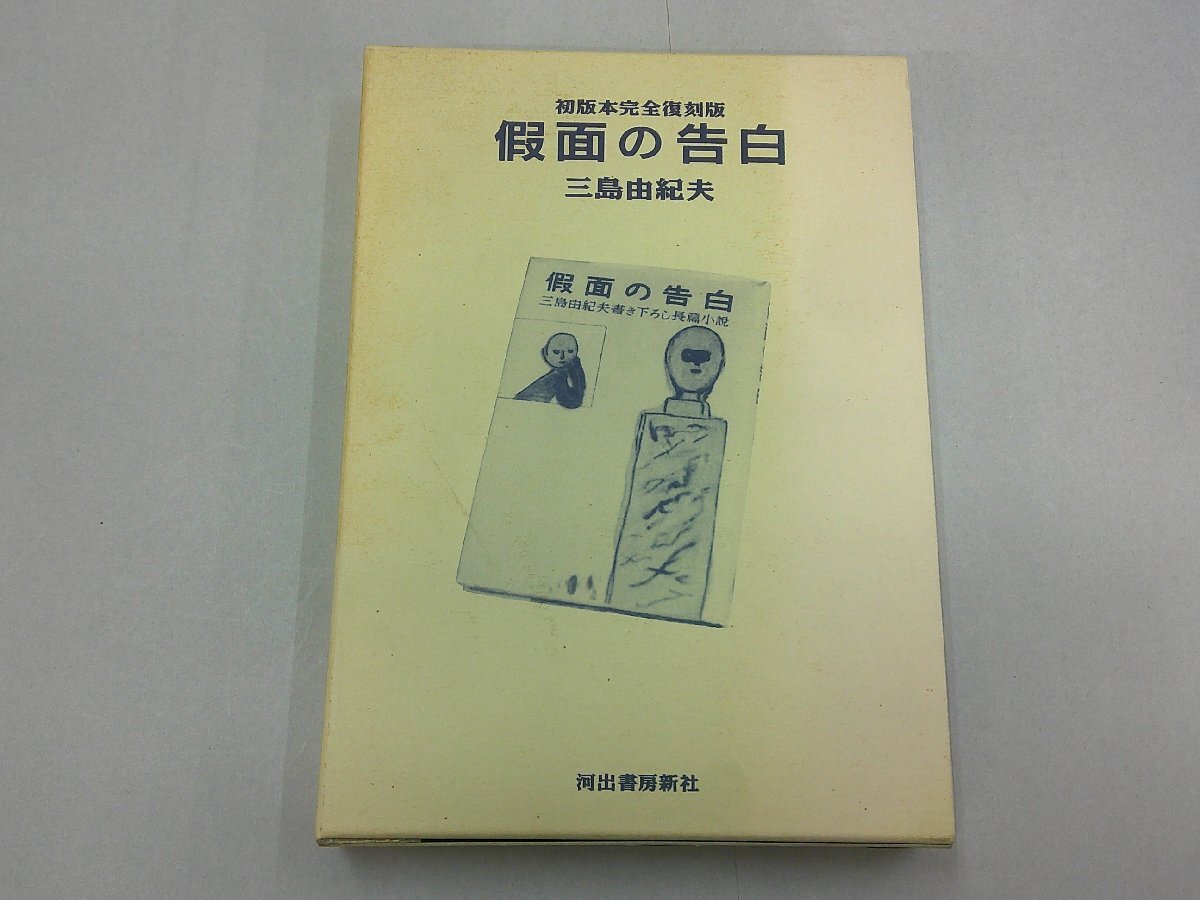 初版本完全復刻版
假面の告白
三島由紀夫
假面の告白
三島由紀夫書き下ろし長篇小說
河出書房新社